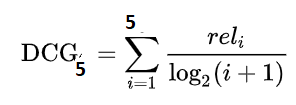 DCG₅ = ∑_{i=1}^{5} rel_i / log₂(i + 1)